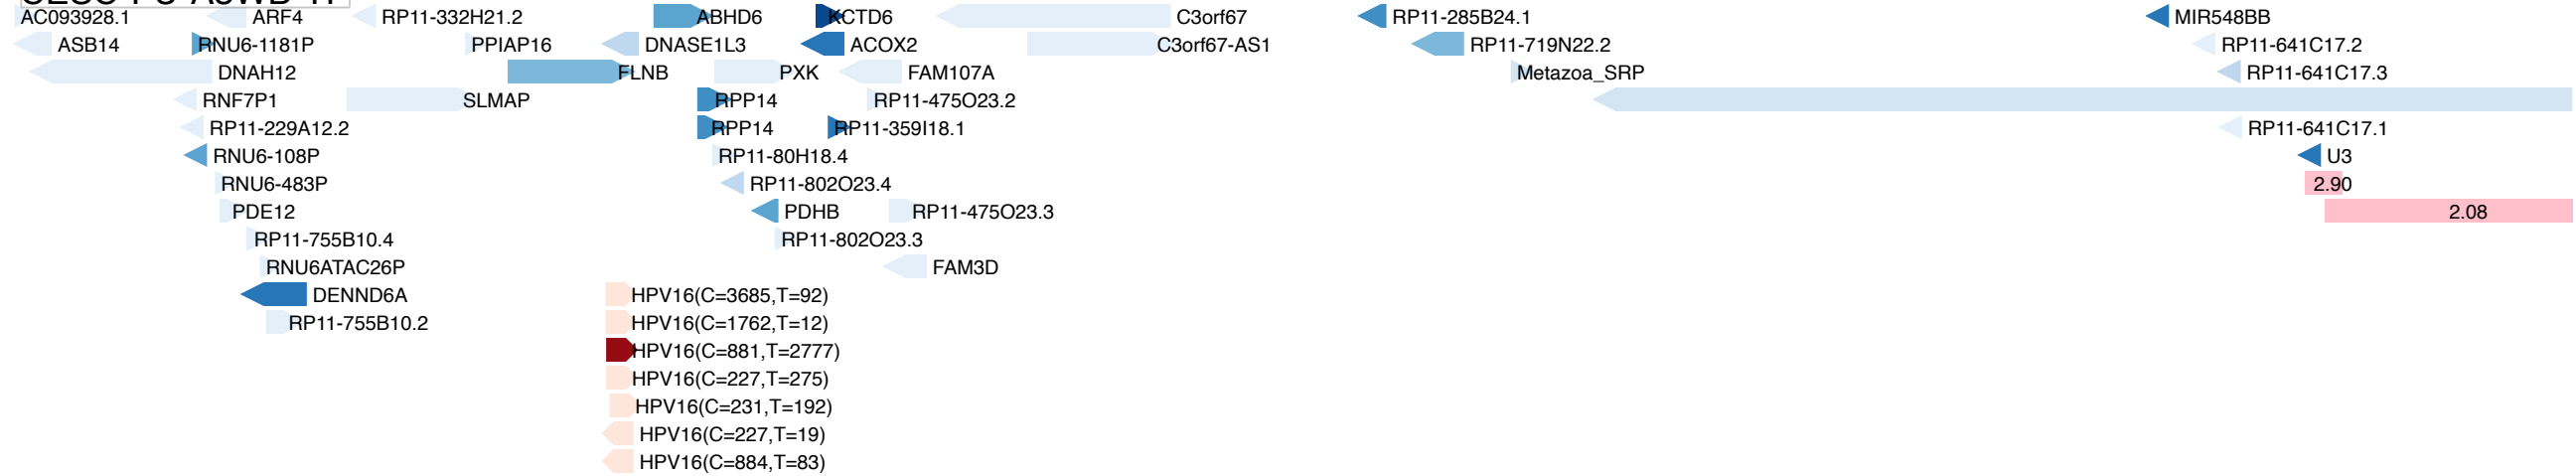 AC093928.1 ARF4 RP11-332H21.2 ABHD6 KCTD6 C3orf67 RP11-285B24.1 MIR548BB
ASB14 RNU6-1181P PPIAP16 DNASE1L3 ACOX2 C3orf67-AS1 RP11-719N22.2 RP11-641C17.2
DNAH12 FLNB PXK FAM107A Metazoa_SRP RP11-641C17.3
RNF7P1 SLMAP RPP14 RP11-475O23.2
RP11-229A12.2 RPP14 RP11-359I18.1 RP11-641C17.1
RNU6-108P RP11-80H18.4 U3
RNU6-483P RP11-802O23.4 2.90
PDE12 PDHB RP11-475O23.3 2.08
RP11-755B10.4 RP11-802O23.3
RNU6ATAC26P FAM3D
DENND6A HPV16(C=3685,T=92)
RP11-755B10.2 HPV16(C=1762,T=12)
HPV16(C=881,T=2777)
HPV16(C=227,T=275)
HPV16(C=231,T=192)
HPV16(C=227,T=19)
HPV16(C=884,T=83)